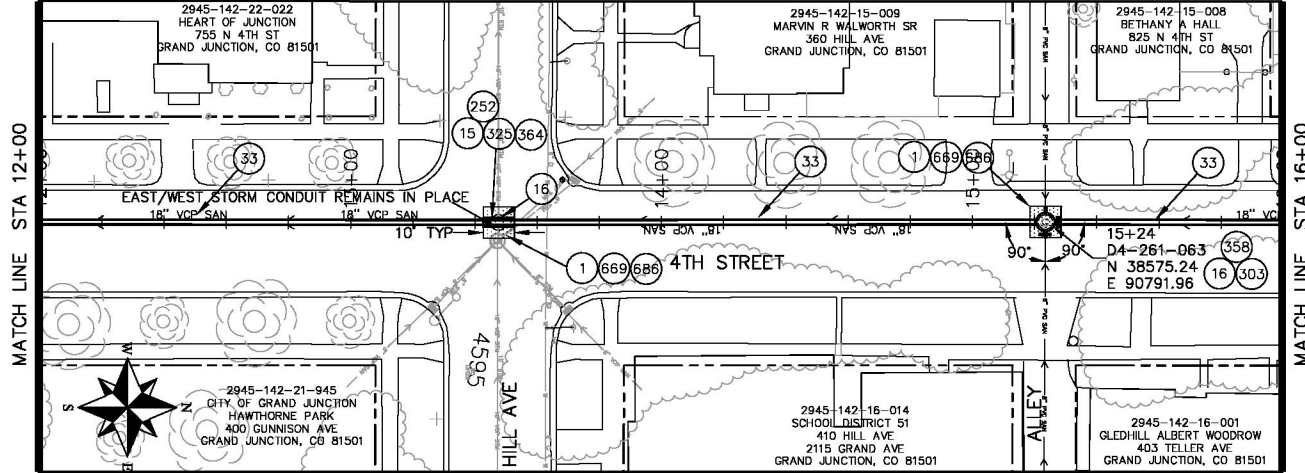 2945-142-22-022
HEART OF JUNCTION
755 N 4TH ST
GRAND JUNCTION, CO 81501
2945-142-15-009
MARVIN R WALWORTH SR
360 HILL AVE
GRAND JUNCTION, CO 81501
2945-142-15-008
BETHANY A HALL
825 N 4TH ST
GRAND JUNCTION, CO 81501
8" PVC SAN
252
15 325 364
33
16
14+00
33
1 669 686
15+00
33
MATCH LINE STA 12+00
EAST/WEST STORM CONDUIT REMAINS IN PLACE
18" VCP SAN
18" VCP SAN
18" VCP SAN
18" VCP SAN
10' TYP
1 669 686
4TH STREET
90° 90°
15+24
D4-261-063
N 38575.24
E 90791.96
358
16 303
MATCH LINE STA 16+00
8" PVC SAN
W
S
N
E
2945-142-21-945
CITY OF GRAND JUNCTION
HAWTHORNE PARK
400 GUNNISON AVE
GRAND JUNCTION, CO 81501
4595
HILL AVE
2945-142-16-014
SCHOOL DISTRICT 51
410 HILL AVE
2115 GRAND AVE
GRAND JUNCTION, CO 81501
ALLEY
2945-142-16-001
GLEDHILL ALBERT WOODROW
403 TELLER AVE
GRAND JUNCTION, CO 81501